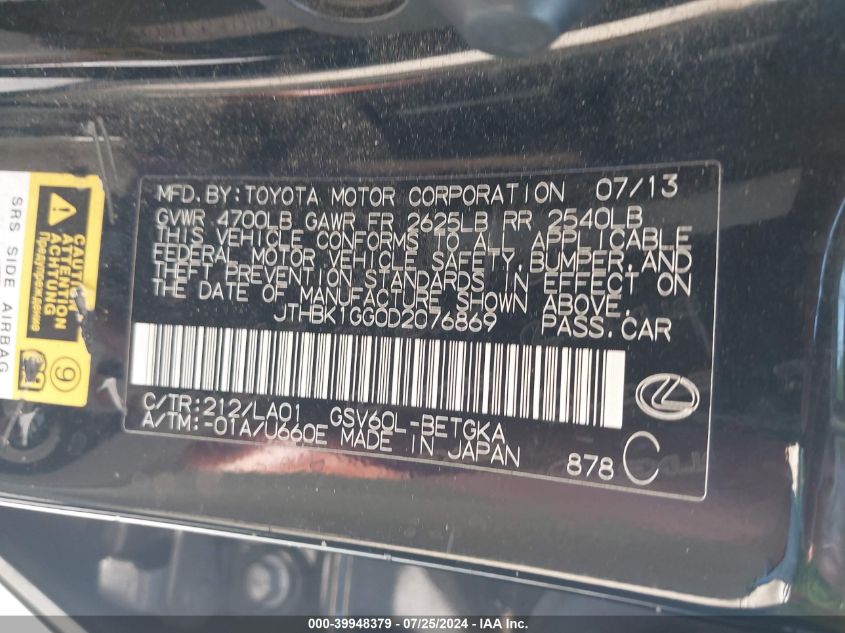 MFD. BY: TOYOTA MOTOR CORPORATION 07/13
GVWR 4700LB GAWR FR 2625LB RR 2540LB
THIS VEHICLE CONFORMS TO ALL APPLICABLE
FEDERAL MOTOR VEHICLE SAFETY, BUMPER, AND
THEFT PREVENTION STANDARDS IN EFFECT ON
THE DATE OF MANUFACTURE SHOWN ABOVE.
JTHBK1GG0D2076869 PASS. CAR
C/TR: 212/LA01 GSV60L-BETGKA
A/TM: -01A/U660E MADE IN JAPAN
878 C
SRS SIDE AIRBAG
CAUTION
ATTENTION
ACHTUNG
Предупреждение
9
000-39948379 - 07/25/2024 - IAA, Inc.